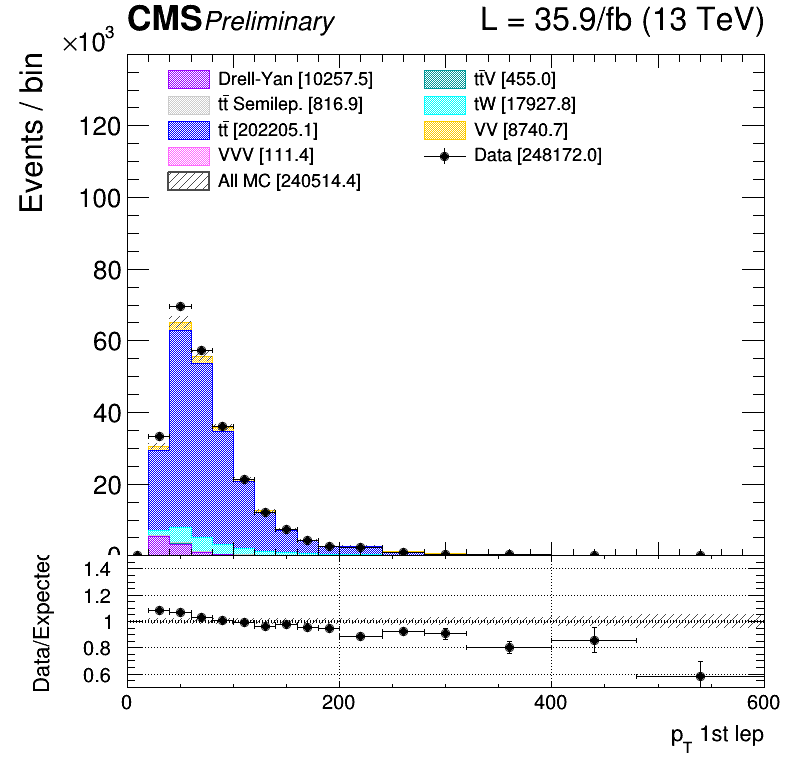 CMS Preliminary L = 35.9/fb (13 TeV)
×10³
Events / bin
Drell-Yan [10257.5]
tt̄V [455.0]
tt̄ Semilep. [816.9]
tW [17927.8]
tt̄ [202205.1]
VV [8740.7]
VVV [111.4]
Data [248172.0]
All MC [240514.4]
120
100
80
60
40
20
0
Data/Expected
1.4
1.2
1
0.8
0.6
0 200 400 600
p_T 1st lep